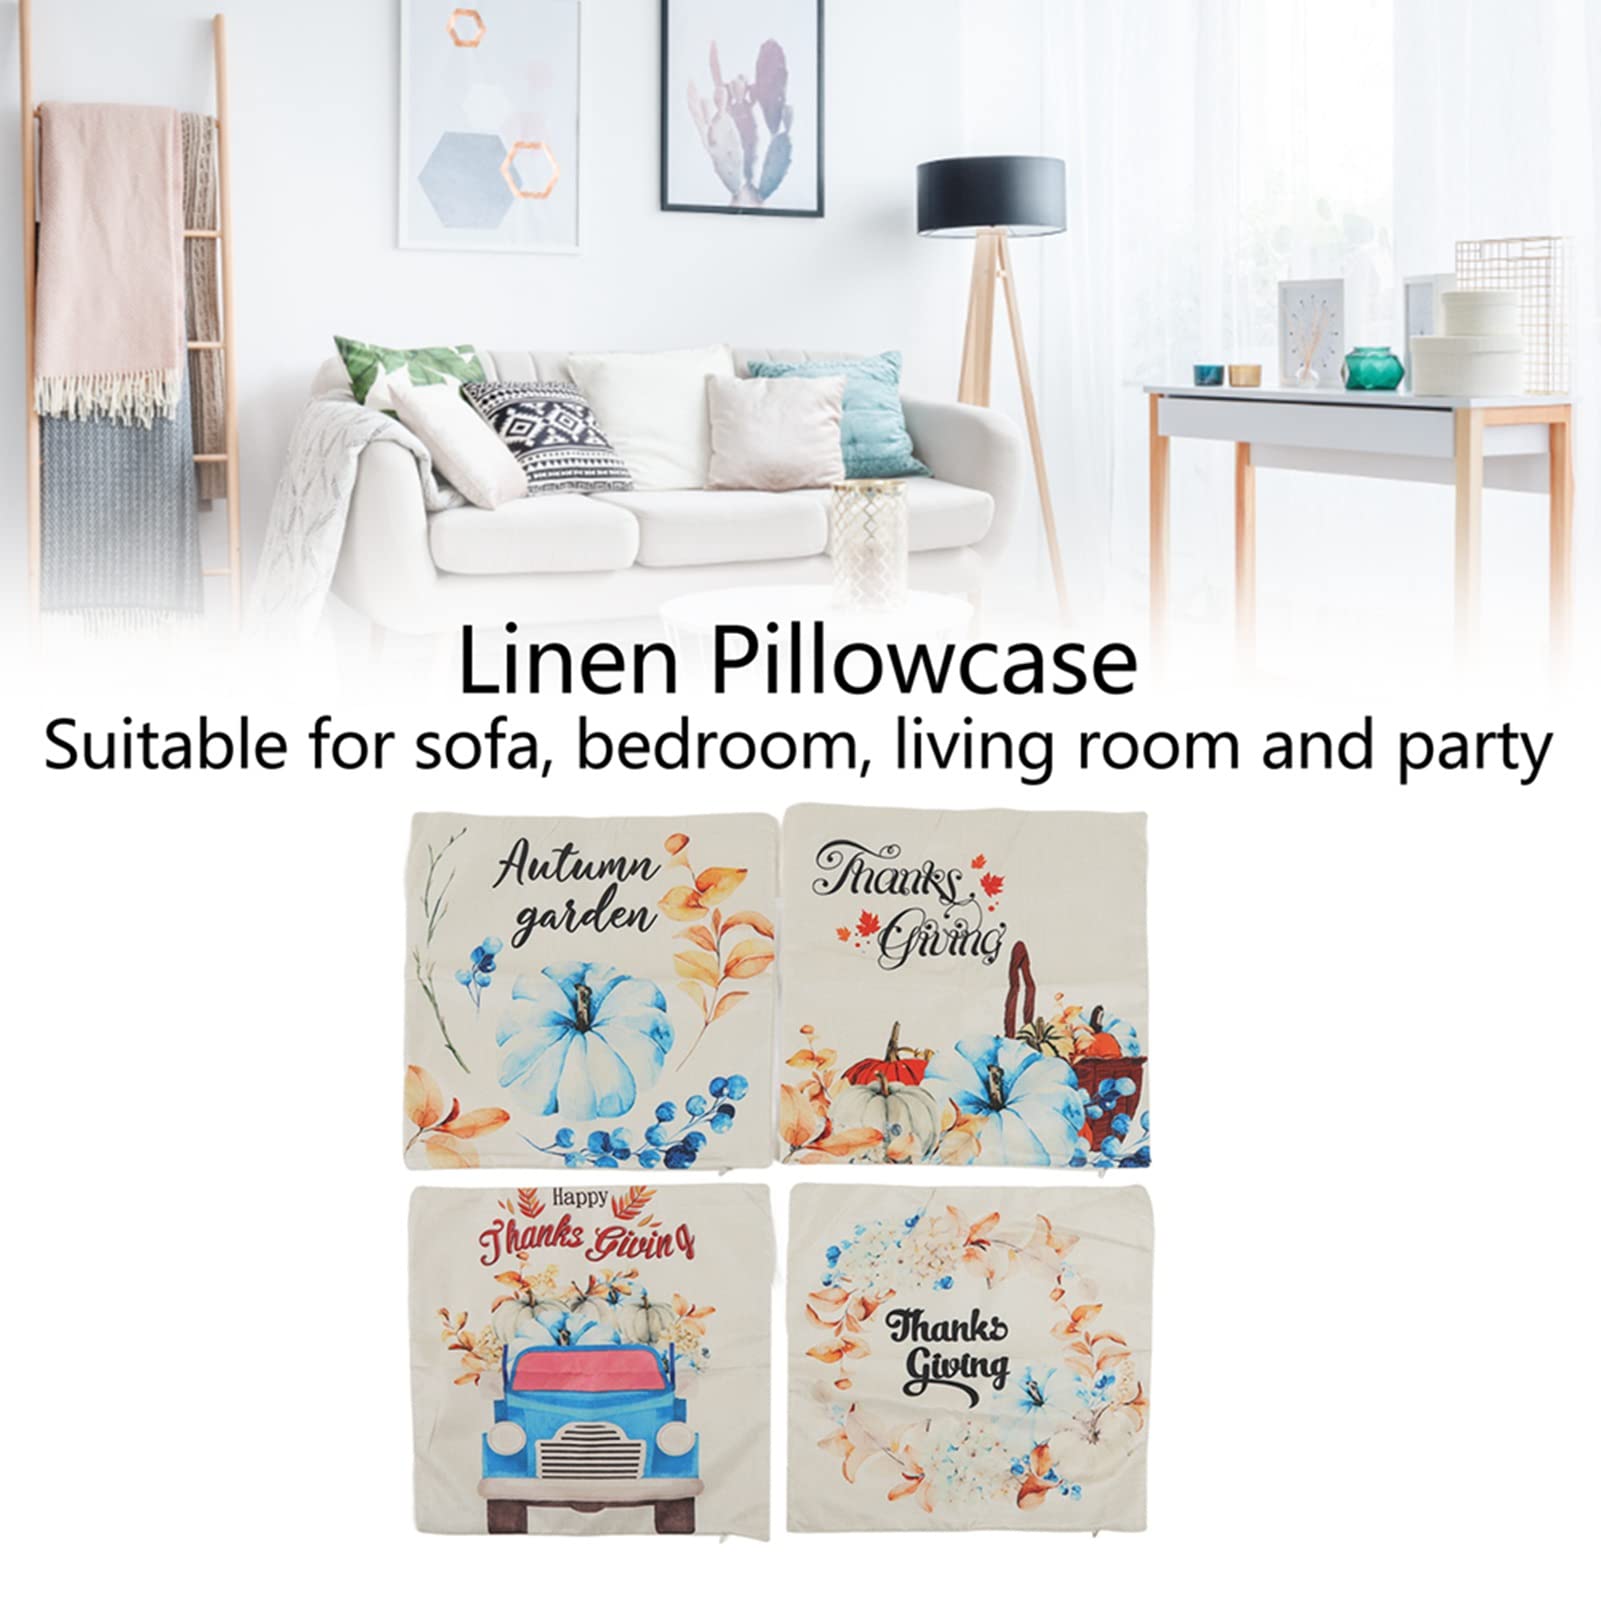 Linen Pillowcase
Suitable for sofa, bedroom, living room and party
Autumn
garden
Thanks
Giving
Happy
Thanks Giving
Thanks
Giving